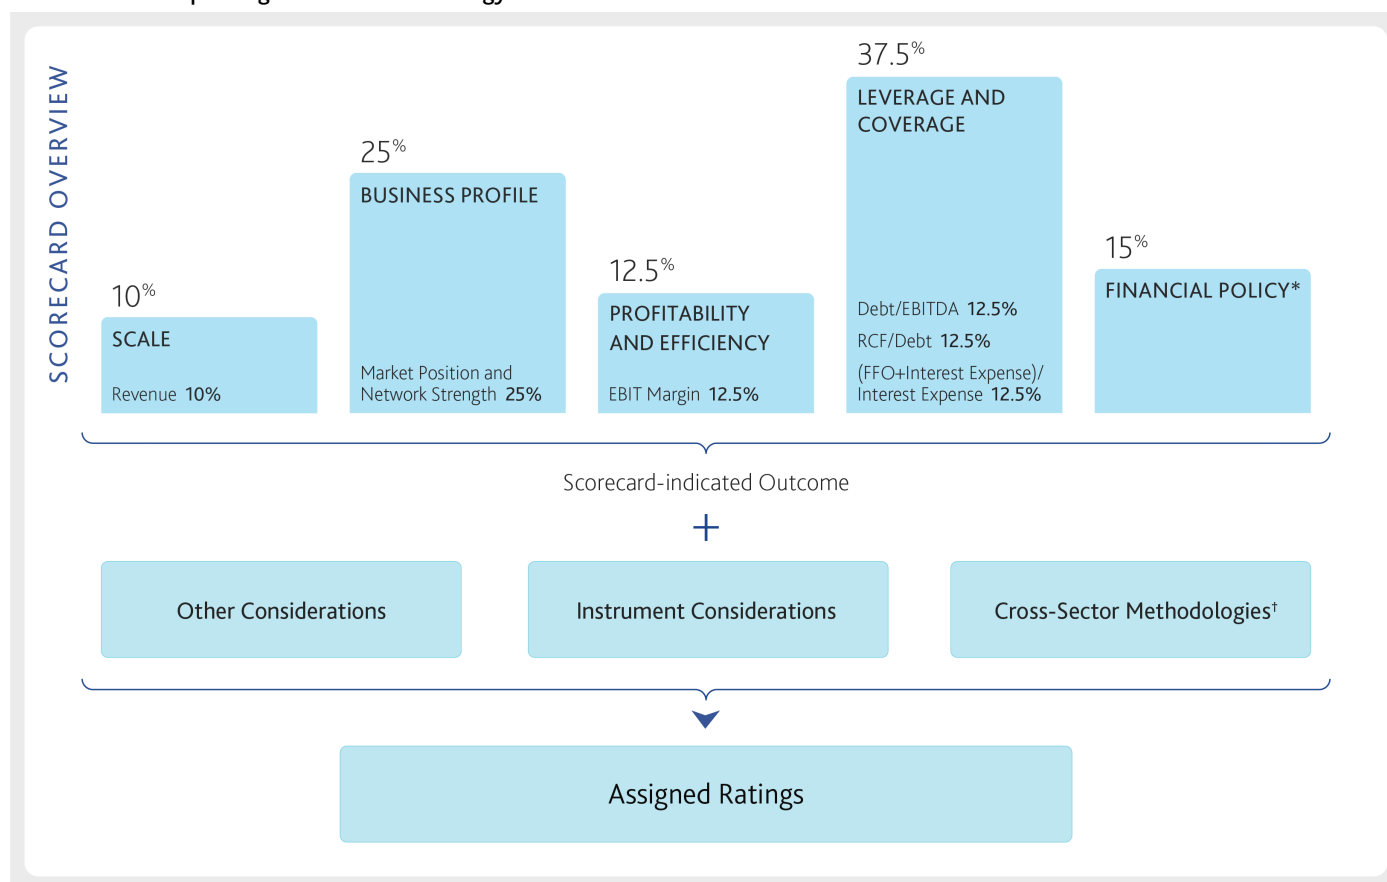 SCORECARD OVERVIEW
10%
SCALE
Revenue 10%
25%
BUSINESS PROFILE
Market Position and
Network Strength 25%
12.5%
PROFITABILITY
AND EFFICIENCY
EBIT Margin 12.5%
37.5%
LEVERAGE AND
COVERAGE
Debt/EBITDA 12.5%
RCF/Debt 12.5%
(FFO+Interest Expense)/
Interest Expense 12.5%
15%
FINANCIAL POLICY*
Scorecard-indicated Outcome
+
Other Considerations
Instrument Considerations
Cross-Sector Methodologies†
Assigned Ratings